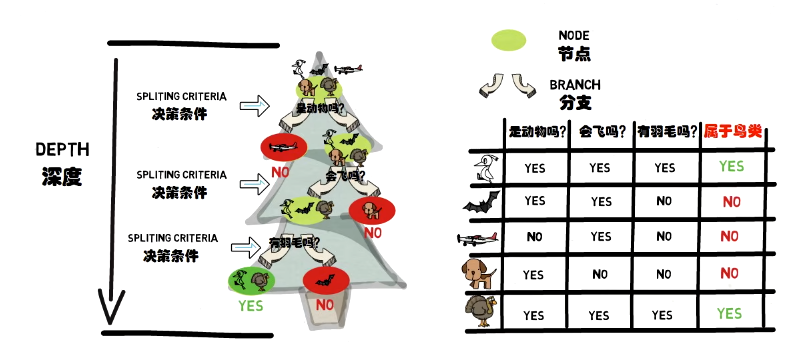 DEPTH
深度
SPLITING CRITERIA
决策条件
是动物吗?
NO
SPLITING CRITERIA
决策条件
会飞吗?
NO
SPLITING CRITERIA
决策条件
有羽毛吗?
YES NO
NODE
节点
BRANCH
分支
是动物吗? 会飞吗? 有羽毛吗? 属于鸟类
YES YES YES YES
YES YES NO NO
NO YES NO NO
YES NO NO NO
YES YES YES YES